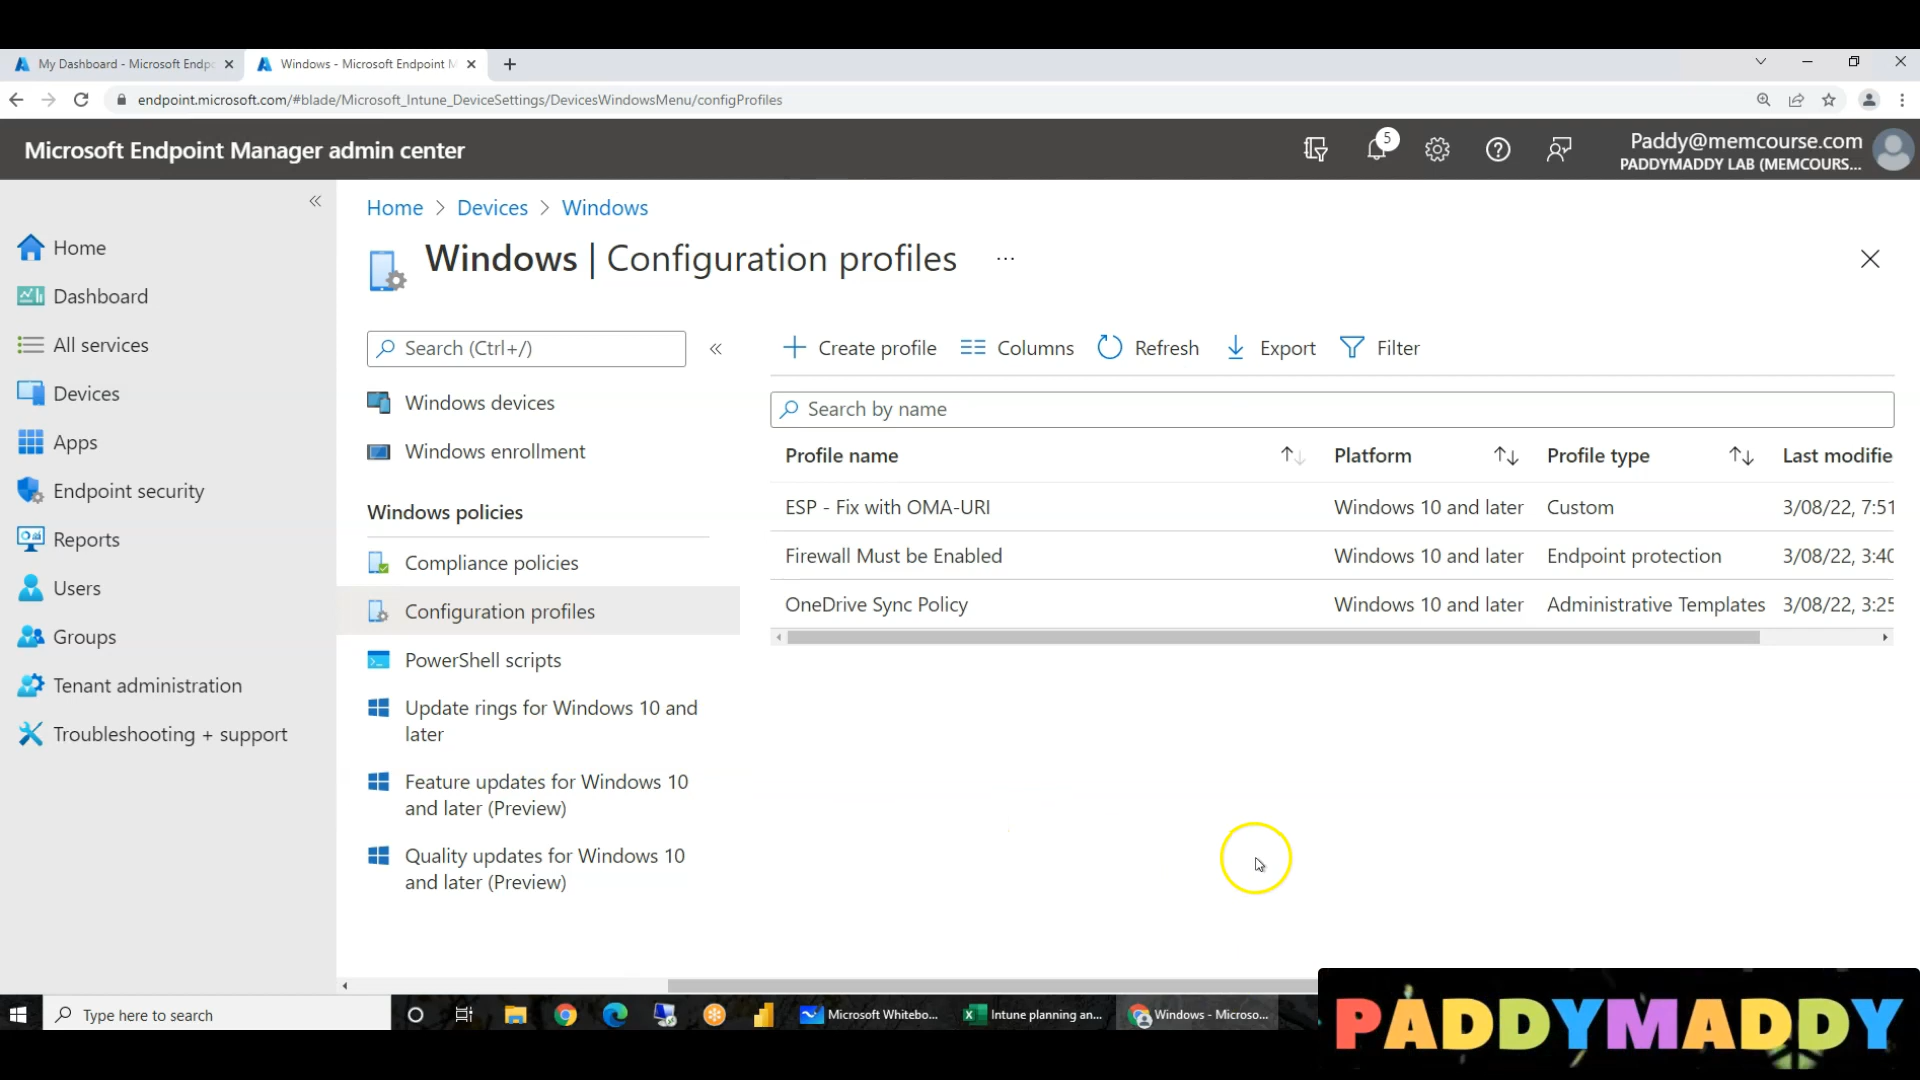 My Dashboard - Microsoft Endp
Windows - Microsoft Endpoint M
endpoint.microsoft.com/#blade/Microsoft_Intune_DeviceSettings/DevicesWindowsMenu/configProfiles
Microsoft Endpoint Manager admin center
5
Paddy@memcourse.com
PADDYMADDY LAB (MEMCOURS...
Home
Dashboard
All services
Devices
Apps
Endpoint security
Reports
Users
Groups
Tenant administration
Troubleshooting + support
Home > Devices > Windows
Windows | Configuration profiles ...
Search (Ctrl+/)
Windows devices
Windows enrollment
Windows policies
Compliance policies
Configuration profiles
PowerShell scripts
Update rings for Windows 10 and
later
Feature updates for Windows 10
and later (Preview)
Quality updates for Windows 10
and later (Preview)
Create profile Columns Refresh Export Filter
Search by name
Profile name Platform Profile type Last modifie
ESP - Fix with OMA-URI Windows 10 and later Custom 3/08/22, 7:51
Firewall Must be Enabled Windows 10 and later Endpoint protection 3/08/22, 3:40
OneDrive Sync Policy Windows 10 and later Administrative Templates 3/08/22, 3:25
Type here to search
Microsoft Whitebo...
Intune planning an...
Windows - Microso...
PADDYMADDY